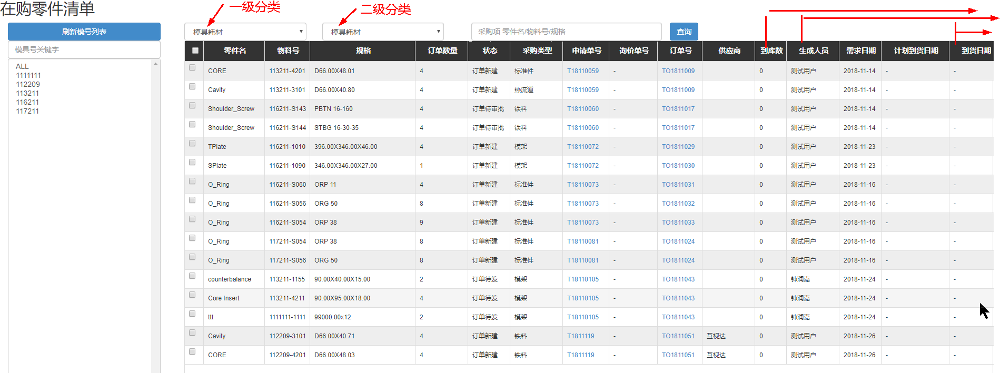 在购零件清单
一级分类
二级分类
刷新模号列表
模具号关键字
ALL
1111111
112209
113211
116211
117211
模具耗材 模具耗材 采购项 零件名/物料号/规格 查询
零件名 物料号 规格 订单数量 状态 采购类型 申请单号 询价单号 订单号 供应商 到库数 生成人员 需求日期 计划到货日期 到货日期
CORE 113211-4201 D66.00X48.01 4 订单新建 标准件 T18110059 - TO1811009 0 测试用户 2018-11-14 - -
Cavity 113211-3101 D66.00X40.80 4 订单新建 热流道 T18110059 - TO1811009 0 测试用户 2018-11-14 - -
Shoulder_Screw 116211-S143 PBTN 16-160 4 订单待审批 铁料 T18110060 - TO1811017 0 测试用户 2018-11-14 - -
Shoulder_Screw 116211-S144 STBG 16-30-35 4 订单待审批 铁料 T18110060 - TO1811017 0 测试用户 2018-11-14 - -
TPlate 116211-1010 396.00X346.00X46.00 4 订单新建 模架 T18110072 - TO1811029 0 测试用户 2018-11-23 - -
SPlate 116211-1090 346.00X346.00X27.00 1 订单新建 模架 T18110072 - TO1811030 0 测试用户 2018-11-23 - -
O_Ring 116211-S060 ORP 11 4 订单新建 标准件 T18110073 - TO1811031 0 测试用户 2018-11-16 - -
O_Ring 116211-S056 ORG 50 8 订单新建 标准件 T18110073 - TO1811032 0 测试用户 2018-11-16 - -
O_Ring 116211-S054 ORP 38 9 订单新建 标准件 T18110073 - TO1811033 0 测试用户 2018-11-16 - -
O_Ring 117211-S054 ORP 38 8 订单新建 标准件 T18110081 - TO1811024 0 测试用户 2018-11-16 - -
O_Ring 117211-S056 ORG 50 8 订单新建 标准件 T18110081 - TO1811024 0 测试用户 2018-11-16 - -
counterbalance 113211-1155 90.00X40.00X15.00 2 订单待发 模架 T18110105 - TO1811043 0 钟润嘉 2018-11-24 - -
Core Insert 113211-4211 90.00X95.00X18.00 4 订单待发 模架 T18110105 - TO1811043 0 钟润嘉 2018-11-24 - -
ttt 1111111-1111 99000.00x12 2 订单待发 模架 T18110105 - TO1811043 0 钟润嘉 2018-11-24 - -
Cavity 112209-3101 D66.00X40.71 4 订单新建 铁料 T1811119 - TO1811051 互视达 0 测试用户 2018-11-26 - -
CORE 112209-4201 D66.00X48.03 4 订单新建 铁料 T1811119 - TO1811051 互视达 0 测试用户 2018-11-26 - -